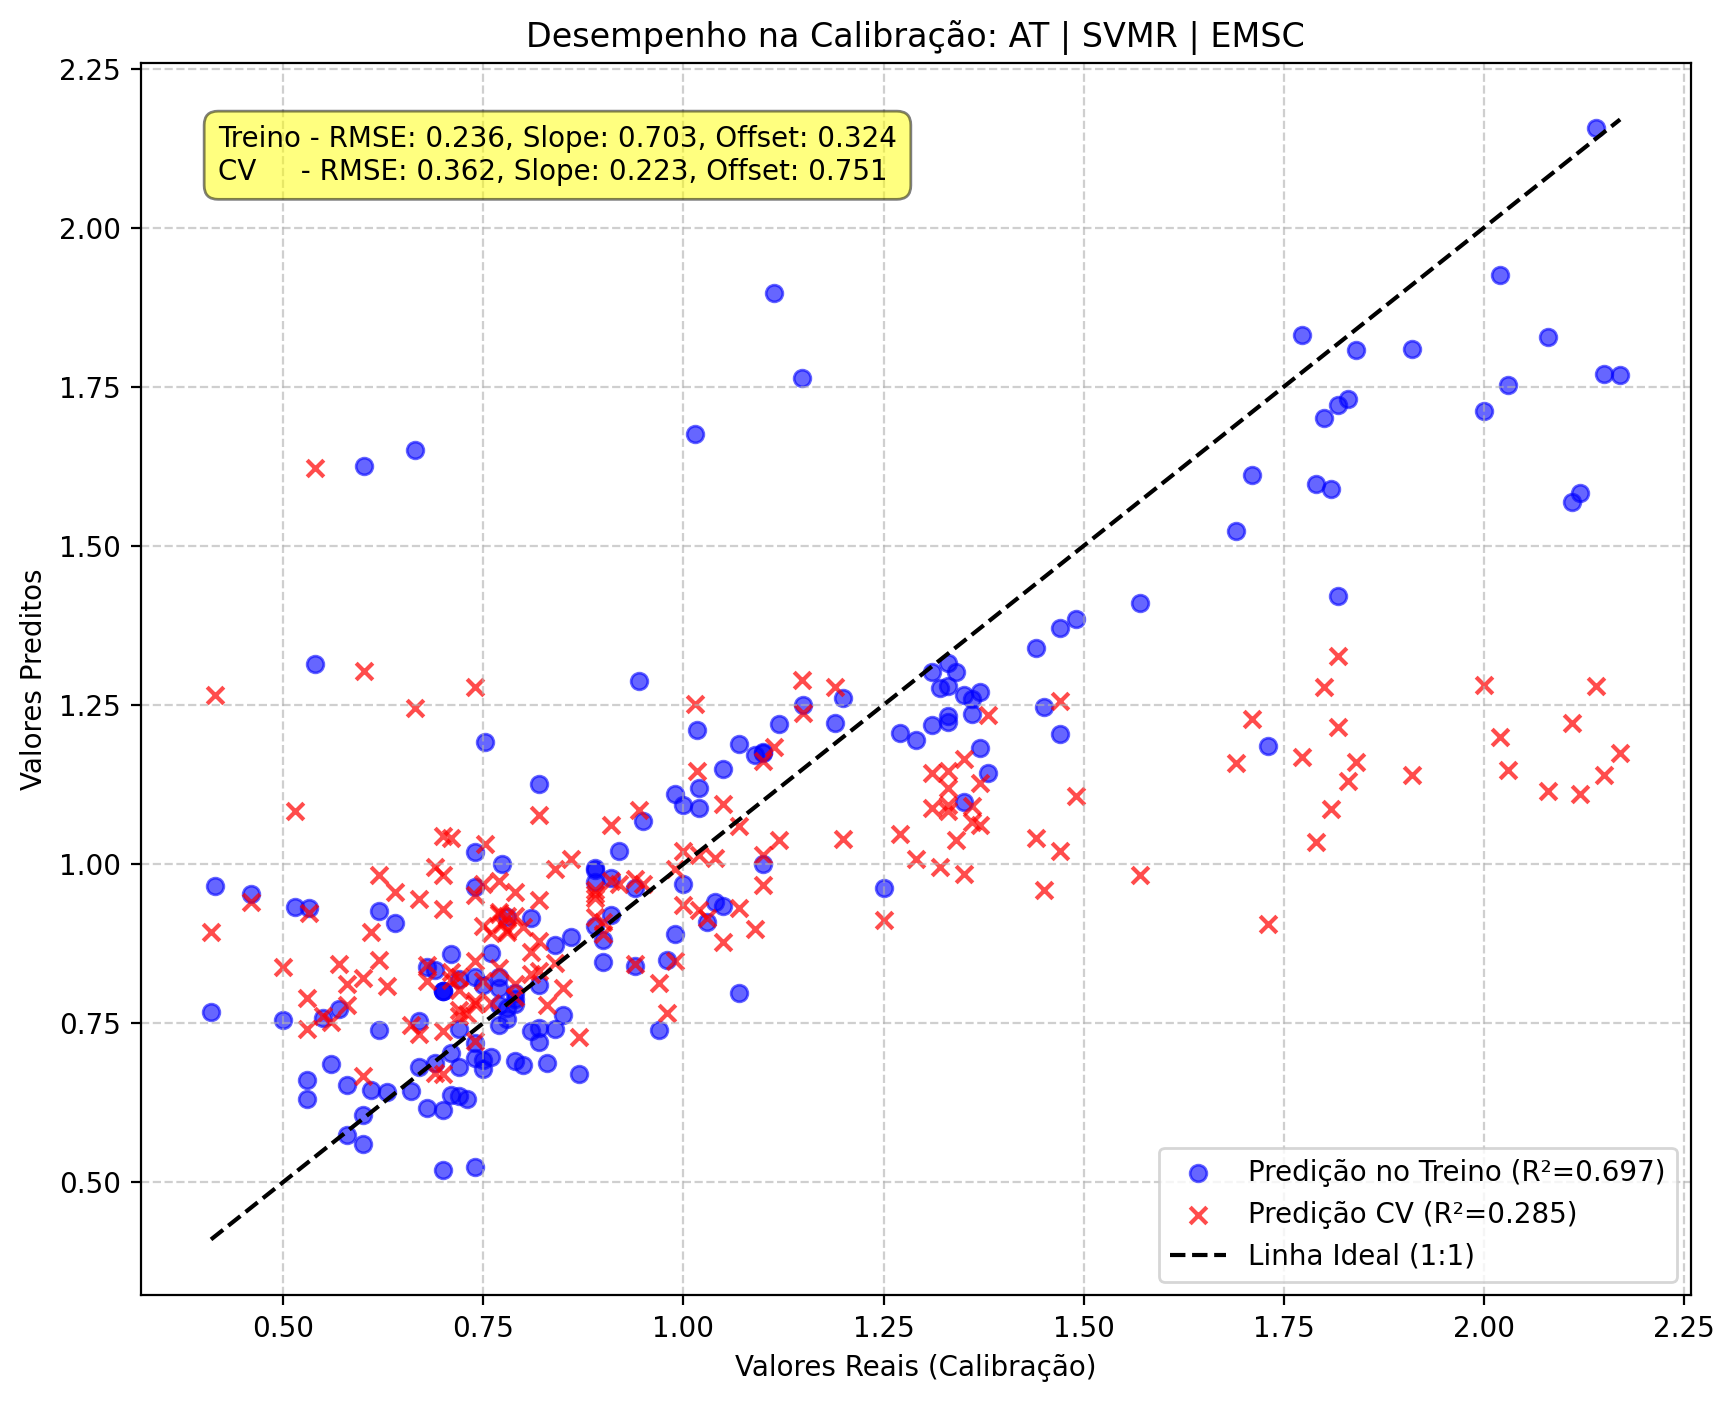 Desempenho na Calibração: AT | SVMR | EMSC
2.25
Treino - RMSE: 0.236, Slope: 0.703, Offset: 0.324
CV     - RMSE: 0.362, Slope: 0.223, Offset: 0.751
2.00
1.75
1.50
Valores Preditos
1.25
1.00
0.75
0.50
Predição no Treino (R²=0.697)
Predição CV (R²=0.285)
Linha Ideal (1:1)
0.50 0.75 1.00 1.25 1.50 1.75 2.00 2.25
Valores Reais (Calibração)